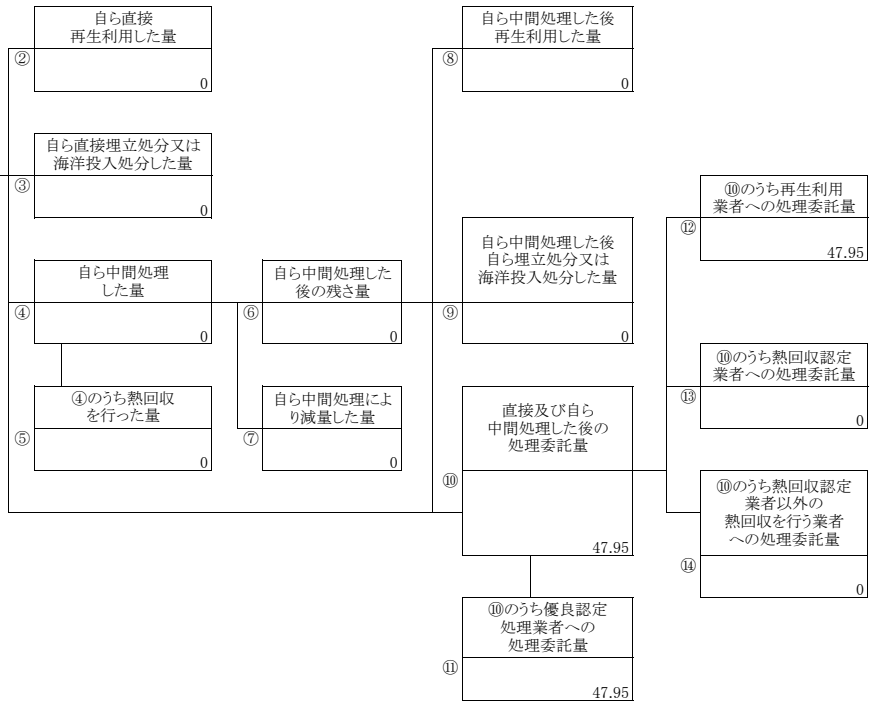 自ら直接
再生利用した量
②
0
自ら中間処理した後
再生利用した量
⑧
0
自ら直接埋立処分又は
海洋投入処分した量
③
0
⑩のうち再生利用
業者への処理委託量
⑫
47.95
自ら中間処理
した量
④
0
自ら中間処理した
後の残さ量
⑥
0
自ら中間処理した後
自ら埋立処分又は
海洋投入処分した量
⑨
0
⑩のうち熱回収認定
業者への処理委託量
⑬
0
④のうち熱回収
を行った量
⑤
0
自ら中間処理によ
り減量した量
⑦
0
直接及び自ら
中間処理した後の
処理委託量
⑩
47.95
⑩のうち熱回収認定
業者以外の
熱回収を行う業者
への処理委託量
⑭
0
⑩のうち優良認定
処理業者への
処理委託量
⑪
47.95